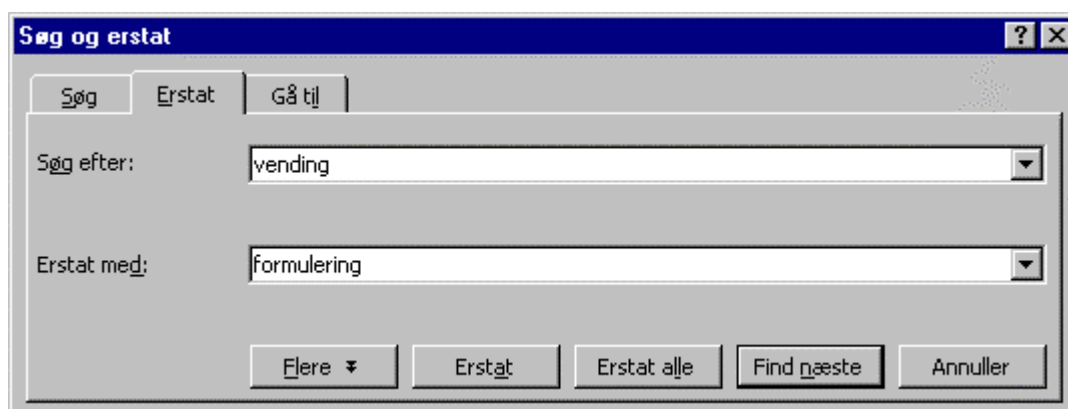 Søg og erstat
Søg Erstat Gå til
Søg efter: vending
Erstat med: formulering
Flere Erstat Erstat alle Find næste Annuller